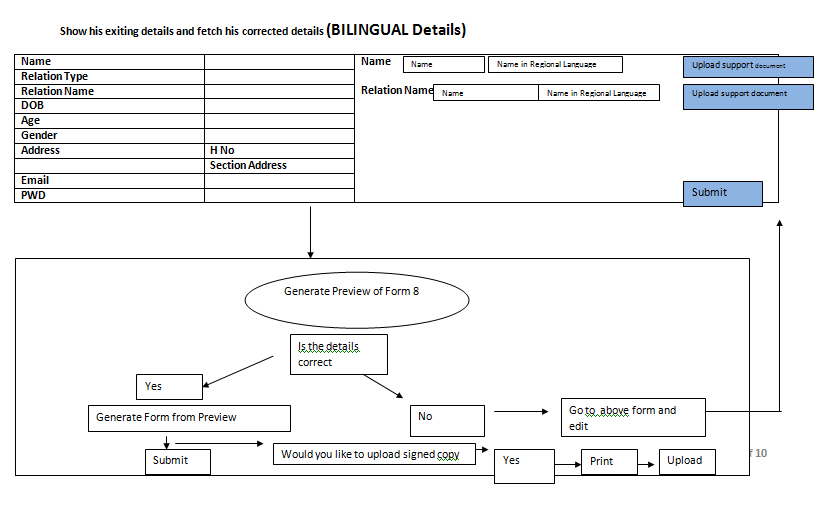 Show his exiting details and fetch his corrected details (BILINGUAL Details)
Name
Relation Type
Relation Name
DOB
Age
Gender
Address H No
Section Address
Email
PWD
Name Name Name in Regional Language Upload support document
Relation Name Name Name in Regional Language Upload support document
Submit
Generate Preview of Form 8
Is the details
correct
Yes
Generate Form from Preview
No
Go to above form and
edit
Submit
Would you like to upload signed copy
Yes
Print
Upload
f 10